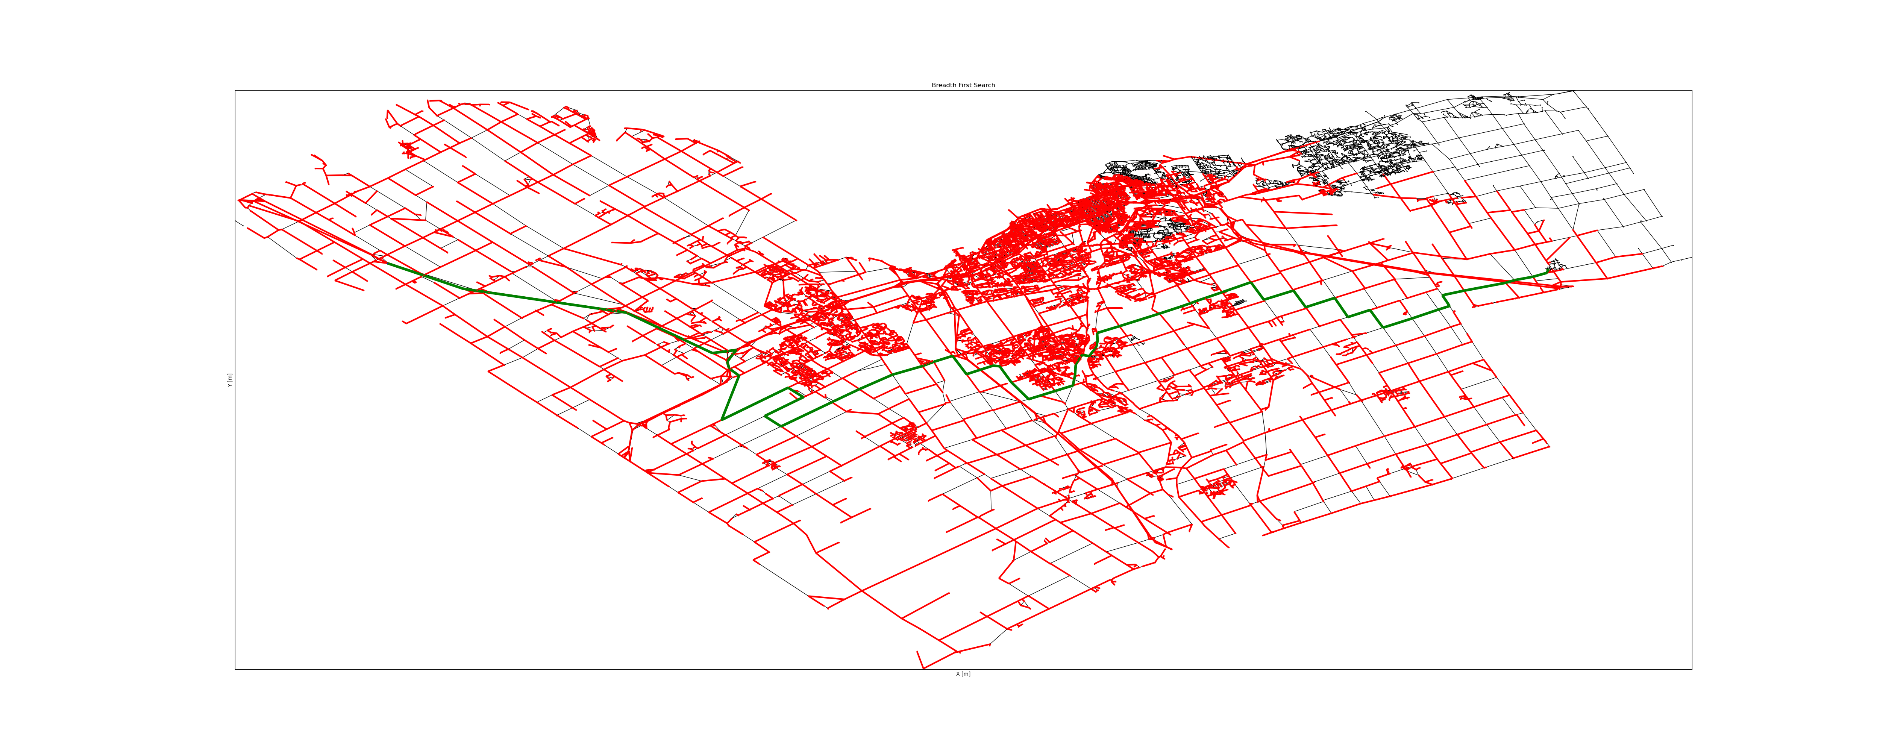 Breadth First Search
Y [m]
X [m]